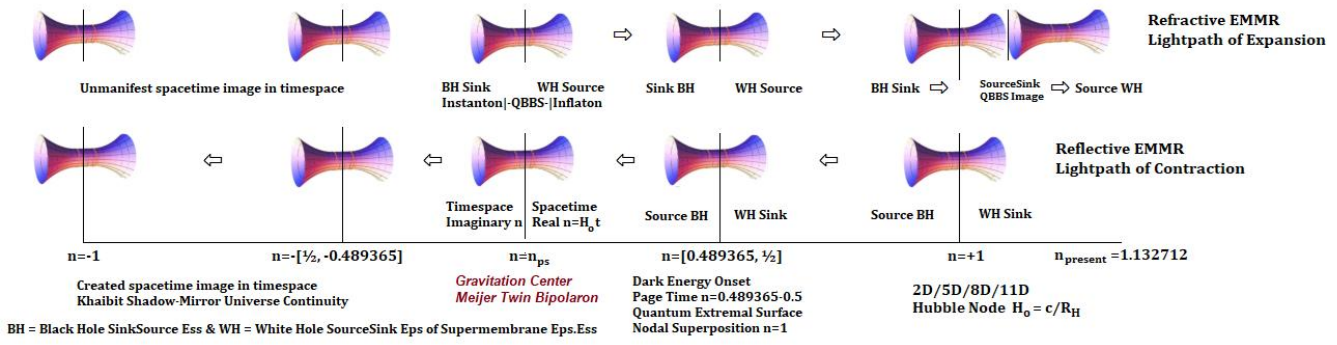 Refractive EMMR
Lightpath of Expansion
Unmanifest spacetime image in timespace
BH Sink WH Source
Instanton|-QBBS-|Inflaton
Sink BH WH Source
BH Sink ⇨ SourceSink
QBBS Image ⇨ Source WH
Reflective EMMR
Lightpath of Contraction
Timespace Spacetime
Imaginary n Real n=Hₒt
Source BH WH Sink
Source BH WH Sink
n=-1
n=-[½, -0.489365]
n=nₚₛ
n=[0.489365, ½]
n=+1
n present =1.132712
Created spacetime image in timespace
Khaibit Shadow-Mirror Universe Continuity
Gravitation Center
Meijer Twin Bipolaron
Dark Energy Onset
Page Time n=0.489365-0.5
Quantum Extremal Surface
Nodal Superposition n=1
2D/5D/8D/11D
Hubble Node Hₒ = c/R_H
BH = Black Hole SinkSource Ess & WH = White Hole SourceSink Eps of Supermembrane Eps.Ess